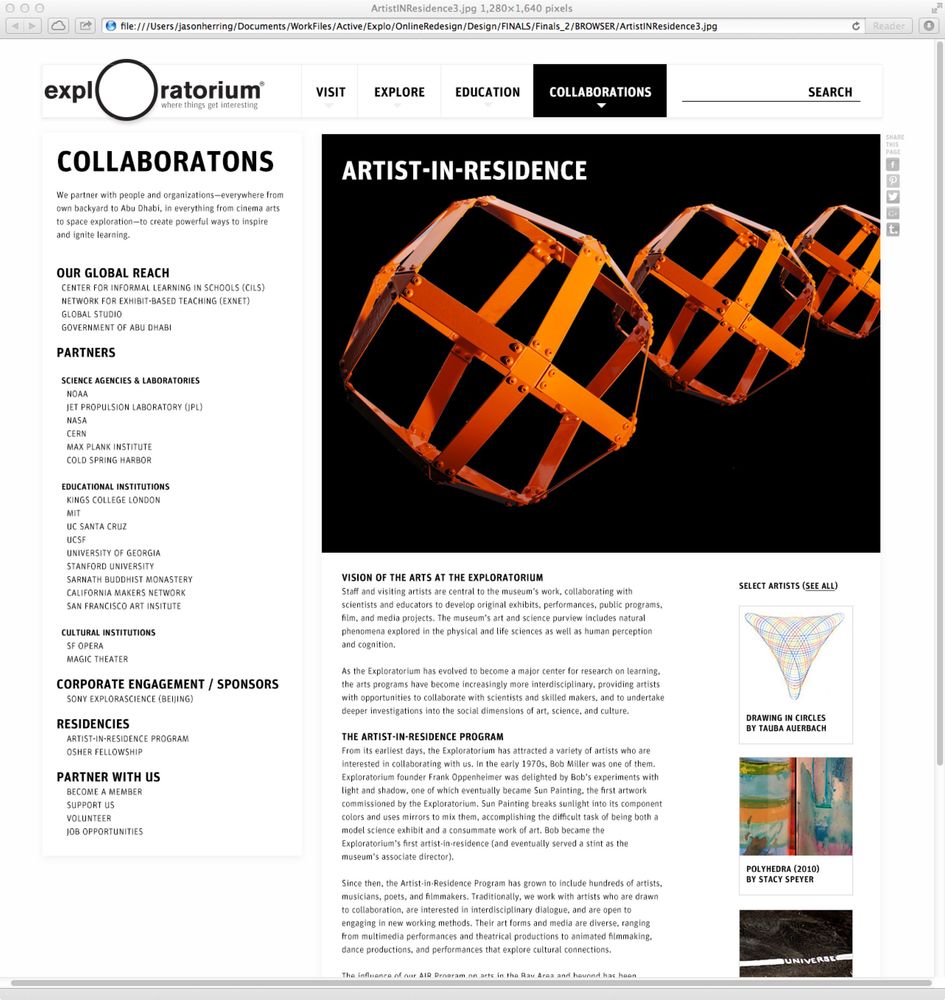 ArtistINResidence3.jpg 1,280×1,640 pixels
file:///Users/jasonherring/Documents/WorkFiles/Active/Explo/OnlineRedesign/Design/FINALS/Finals_2/BROWSER/ArtistINResidence3.jpg
Reader
expl ratorium®
where things get interesting
VISIT
EXPLORE
EDUCATION
COLLABORATIONS
SEARCH
SHARE
THIS
PAGE
COLLABORATONS
We partner with people and organizations—everywhere from
own backyard to Abu Dhabi, in everything from cinema arts
to space exploration—to create powerful ways to inspire
and ignite learning.
OUR GLOBAL REACH
CENTER FOR INFORMAL LEARNING IN SCHOOLS (CILS)
NETWORK FOR EXHIBIT-BASED TEACHING (EXNET)
GLOBAL STUDIO
GOVERNMENT OF ABU DHABI
PARTNERS
SCIENCE AGENCIES & LABORATORIES
NOAA
JET PROPULSION LABORATORY (JPL)
NASA
CERN
MAX PLANK INSTITUTE
COLD SPRING HARBOR
EDUCATIONAL INSTITUTIONS
KINGS COLLEGE LONDON
MIT
UC SANTA CRUZ
UCSF
UNIVERSITY OF GEORGIA
STANFORD UNIVERSITY
SARNATH BUDDHIST MONASTERY
CALIFORNIA MAKERS NETWORK
SAN FRANCISCO ART INSITUTE
CULTURAL INSTITUTIONS
SF OPERA
MAGIC THEATER
CORPORATE ENGAGEMENT / SPONSORS
SONY EXPLORASCIENCE (BEIJING)
RESIDENCIES
ARTIST-IN-RESIDENCE PROGRAM
OSHER FELLOWSHIP
PARTNER WITH US
BECOME A MEMBER
SUPPORT US
VOLUNTEER
JOB OPPORTUNITIES
ARTIST-IN-RESIDENCE
VISION OF THE ARTS AT THE EXPLORATORIUM
Staff and visiting artists are central to the museum's work, collaborating with
scientists and educators to develop original exhibits, performances, public programs,
film, and media projects. The museum's art and science purview includes natural
phenomena explored in the physical and life sciences as well as human perception
and cognition.
As the Exploratorium has evolved to become a major center for research on learning,
the arts programs have become increasingly more interdisciplinary, providing artists
with opportunities to collaborate with scientists and skilled makers, and to undertake
deeper investigations into the social dimensions of art, science, and culture.
THE ARTIST-IN-RESIDENCE PROGRAM
From its earliest days, the Exploratorium has attracted a variety of artists who are
interested in collaborating with us. In the early 1970s, Bob Miller was one of them.
Exploratorium founder Frank Oppenheimer was delighted by Bob's experiments with
light and shadow, one of which eventually became Sun Painting, the first artwork
commissioned by the Exploratorium. Sun Painting breaks sunlight into its component
colors and uses mirrors to mix them, accomplishing the difficult task of being both a
model science exhibit and a consummate work of art. Bob became the
Exploratorium's first artist-in-residence (and eventually served a stint as the
museum's associate director).
Since then, the Artist-in-Residence Program has grown to include hundreds of artists,
musicians, poets, and filmmakers. Traditionally, we work with artists who are drawn
to collaboration, are interested in interdisciplinary dialogue, and are open to
engaging in new working methods. Their art forms and media are diverse, ranging
from multimedia performances and theatrical productions to animated filmmaking,
dance productions, and performances that explore cultural connections.
The influence of our AIR Program on arts in the Bay Area and beyond has been
SELECT ARTISTS (SEE ALL)
DRAWING IN CIRCLES
BY TAUBA AUERBACH
POLYHEDRA (2010)
BY STACY SPEYER
UNIVERSE